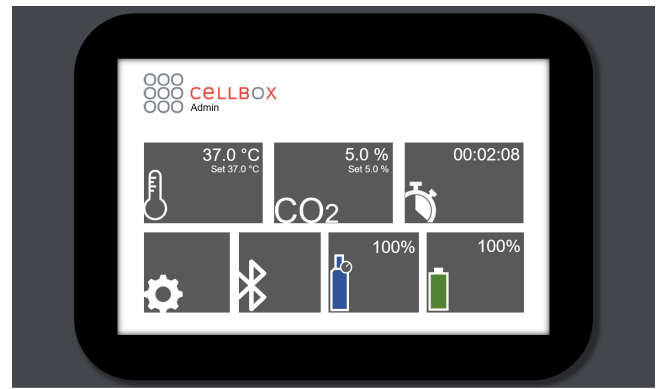 CELLBOX
Admin
37.0 °C
Set 37.0 °C
5.0 %
Set 5.0 %
CO2
00:02:08
100%
100%